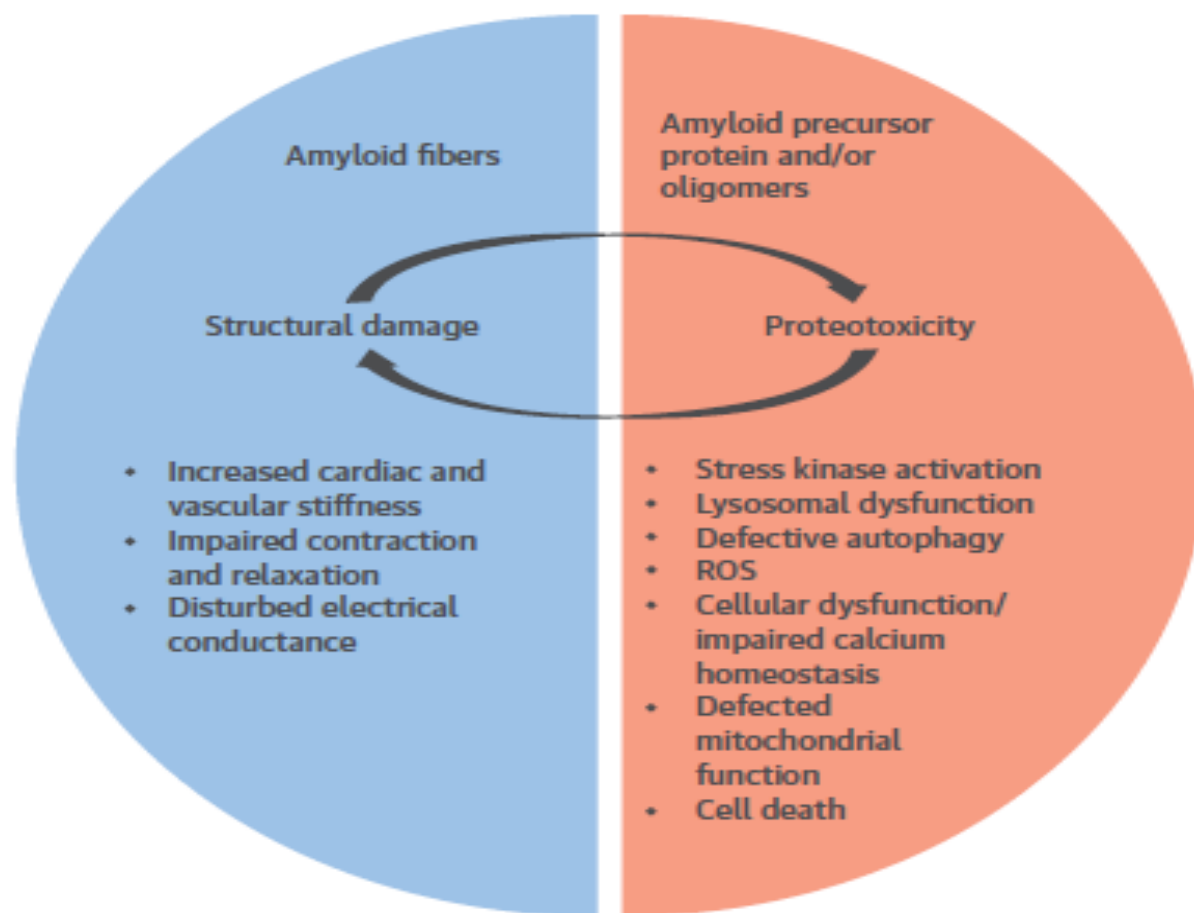 Amyloid fibers
Amyloid precursor
protein and/or
oligomers
Structural damage
Proteotoxicity
• Increased cardiac and
vascular stiffness
• Impaired contraction
and relaxation
• Disturbed electrical
conductance
• Stress kinase activation
• Lysosomal dysfunction
• Defective autophagy
• ROS
• Cellular dysfunction/
impaired calcium
homeostasis
• Defected
mitochondrial
function
• Cell death